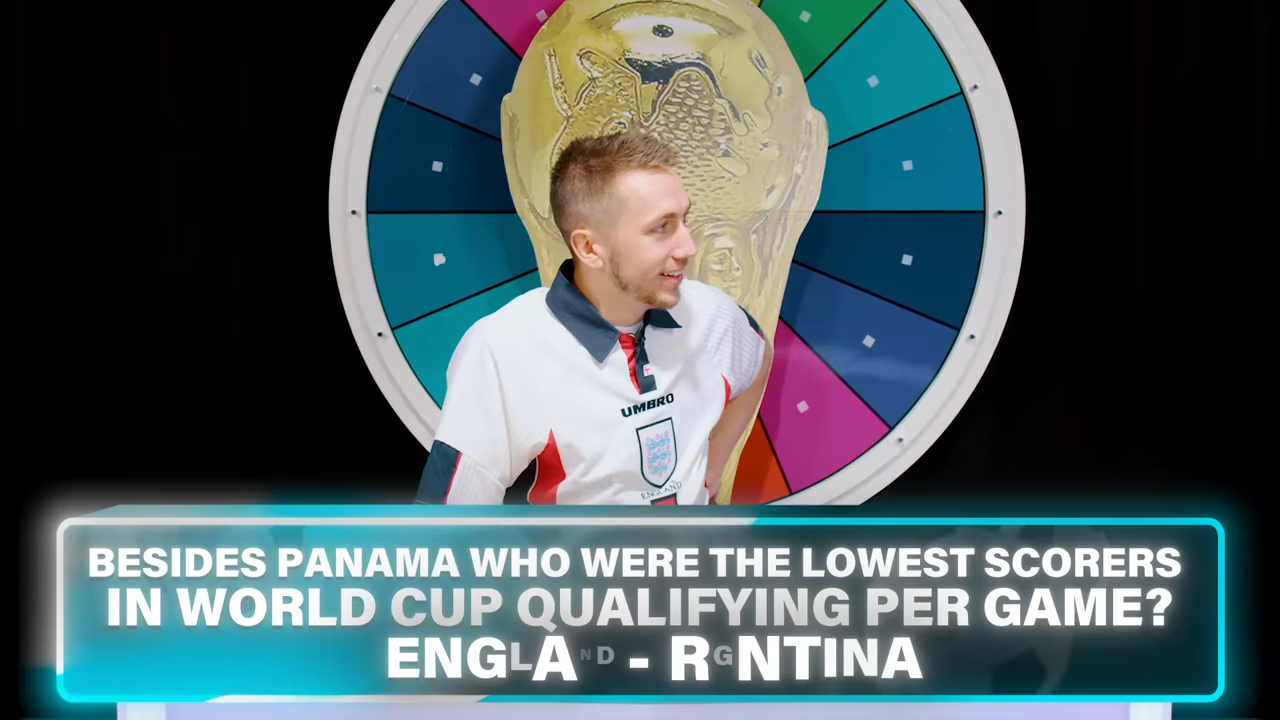 UMBRO
ENGLAND
BESIDES PANAMA WHO WERE THE LOWEST SCORERS
IN WORLD CUP QUALIFYING PER GAME?
ENGLAND - RGNTINA